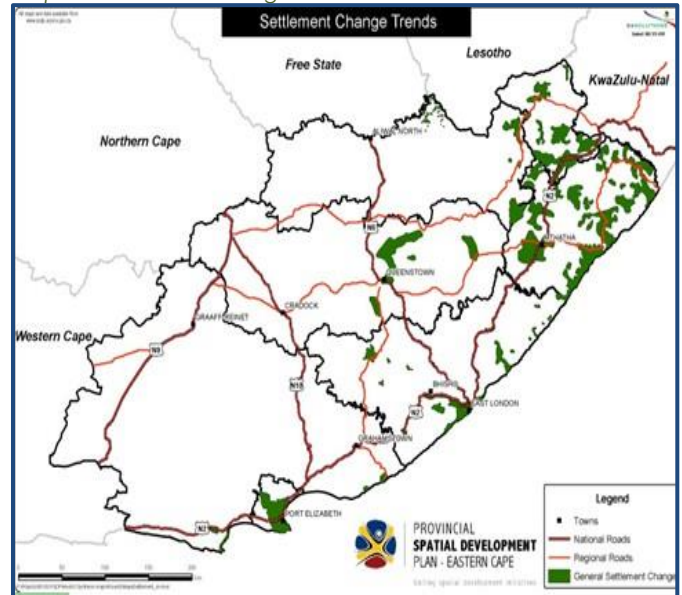 Settlement Change Trends
Lesotho
Free State
KwaZulu-Natal
Northern Cape
ALIWAL NORTH
N2
N6
MTHATHA
QUEENSTOWN
CRADOCK
GRAAFF REINET
Western Cape
N9
N10
BHISHO
EAST LONDON
N2
GRAHAMSTOWN
N2
PORT ELIZABETH
PROVINCIAL
SPATIAL DEVELOPMENT
PLAN - EASTERN CAPE
Legend
Towns
National Roads
Regional Roads
General Settlement Change